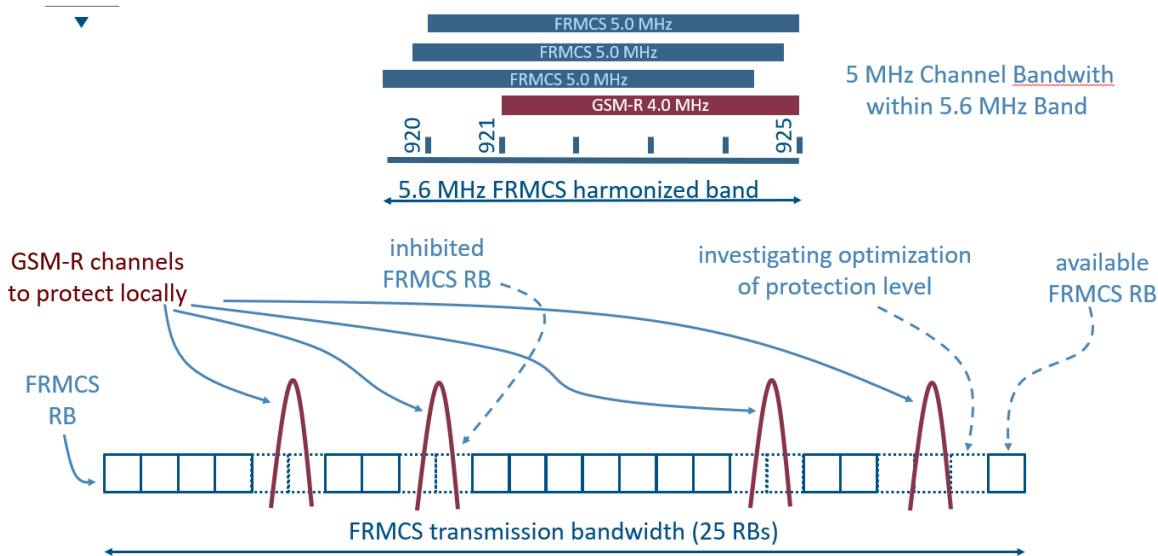 FRMCS 5.0 MHz
FRMCS 5.0 MHz
FRMCS 5.0 MHz
GSM-R 4.0 MHz
5 MHz Channel Bandwith
within 5.6 MHz Band
920
921
925
5.6 MHz FRMCS harmonized band
GSM-R channels
to protect locally
inhibited
FRMCS RB
investigating optimization
of protection level
available
FRMCS RB
FRMCS
RB
FRMCS transmission bandwidth (25 RBs)